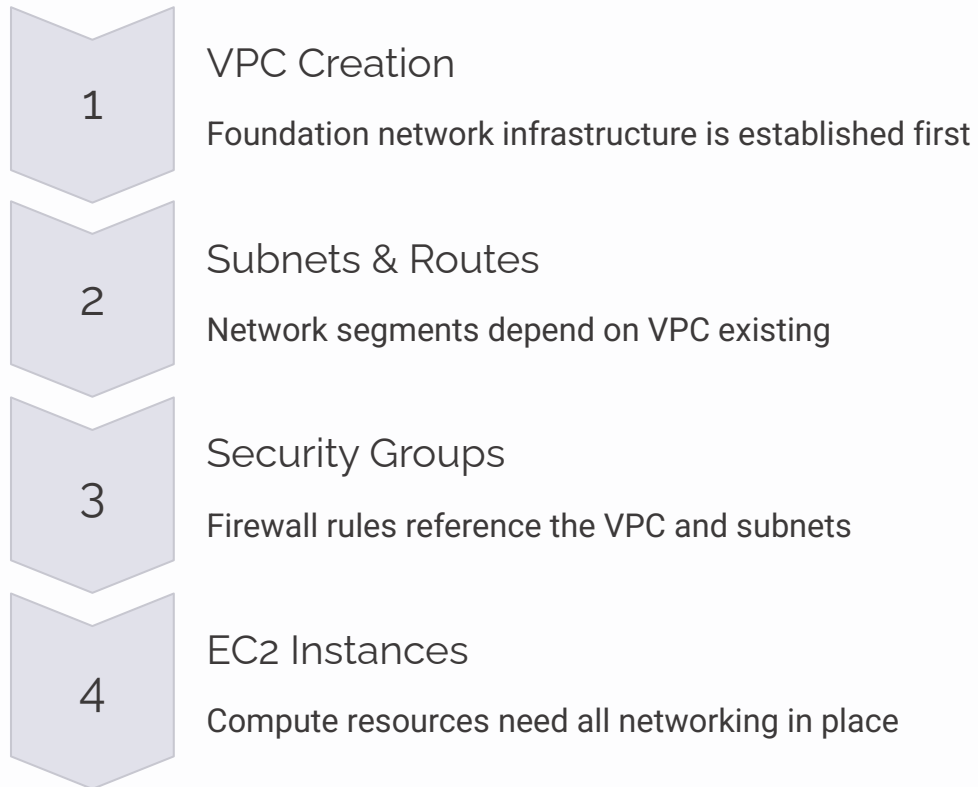 1
VPC Creation
Foundation network infrastructure is established first
2
Subnets & Routes
Network segments depend on VPC existing
3
Security Groups
Firewall rules reference the VPC and subnets
4
EC2 Instances
Compute resources need all networking in place